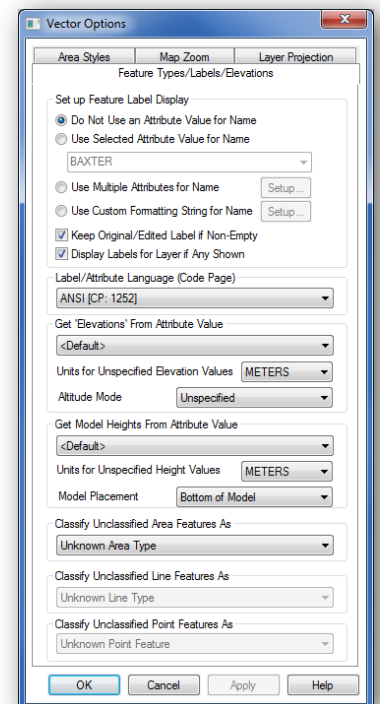 Vector Options
Area Styles
Map Zoom
Layer Projection
Feature Types/Labels/Elevations
Set up Feature Label Display
Do Not Use an Attribute Value for Name
Use Selected Attribute Value for Name
BAXTER
Use Multiple Attributes for Name
Setup...
Use Custom Formatting String for Name
Setup...
Keep Original/Edited Label if Non-Empty
Display Labels for Layer if Any Shown
Label/Attribute Language (Code Page)
ANSI [CP: 1252]
Get 'Elevations' From Attribute Value
<Default>
Units for Unspecified Elevation Values
METERS
Altitude Mode
Unspecified
Get Model Heights From Attribute Value
<Default>
Units for Unspecified Height Values
METERS
Model Placement
Bottom of Model
Classify Unclassified Area Features As
Unknown Area Type
Classify Unclassified Line Features As
Unknown Line Type
Classify Unclassified Point Features As
Unknown Point Feature
OK
Cancel
Apply
Help